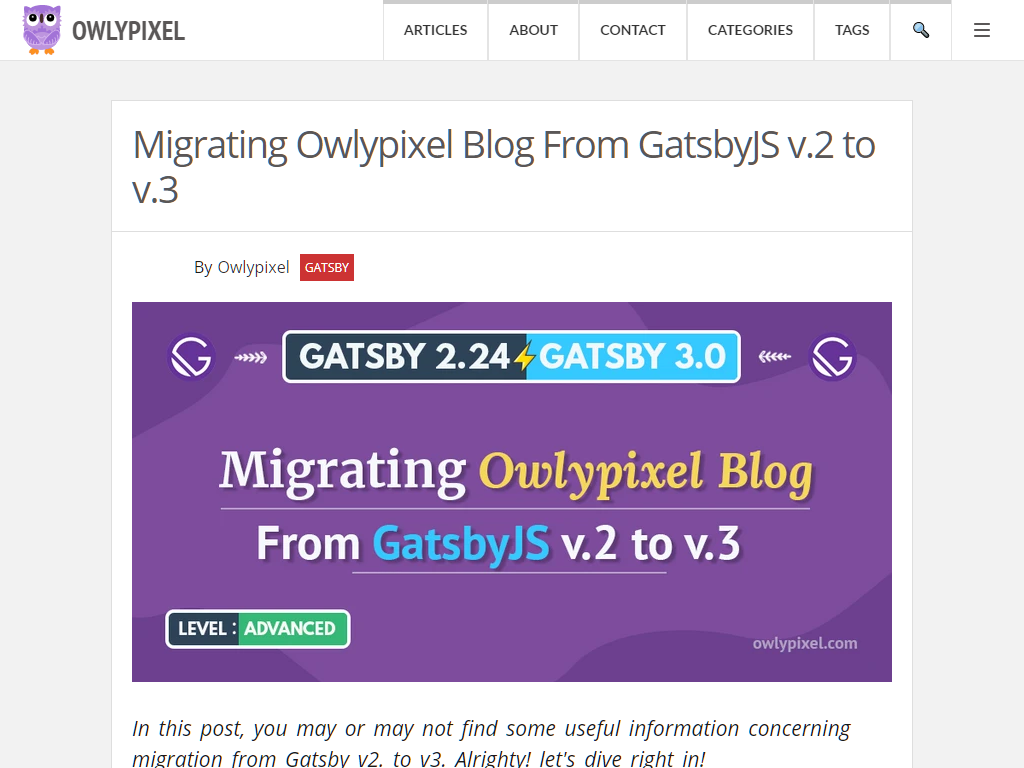 OWLYPIXEL
ARTICLES
ABOUT
CONTACT
CATEGORIES
TAGS
Migrating Owlypixel Blog From GatsbyJS v.2 to
v.3
By Owlypixel GATSBY
GATSBY 2.24 GATSBY 3.0
Migrating Owlypixel Blog
From GatsbyJS v.2 to v.3
LEVEL : ADVANCED
owlypixel.com
In this post, you may or may not find some useful information concerning
migration from Gatsby v2. to v3. Alrighty! let's dive right in!